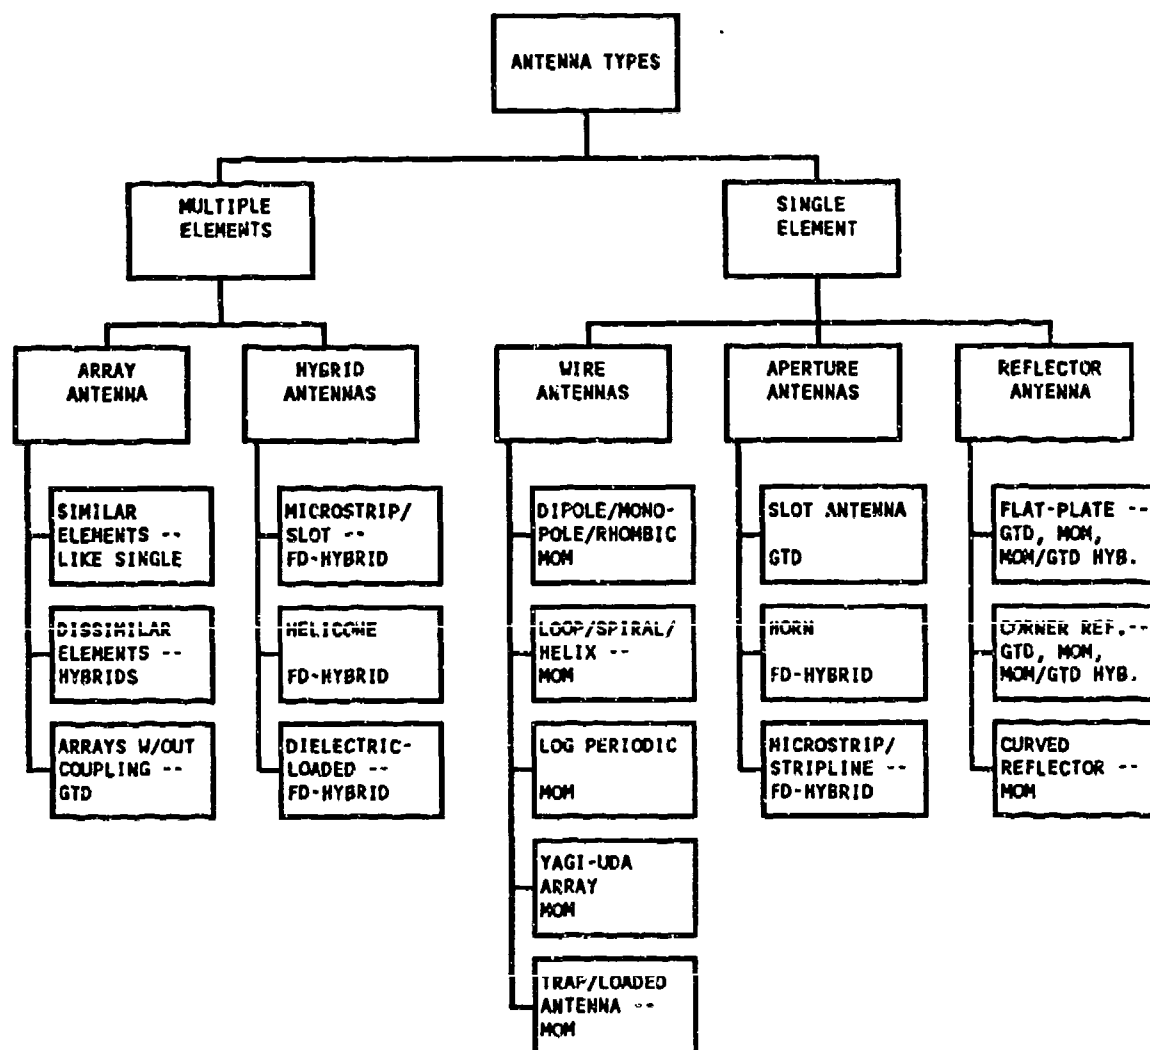 ANTENNA TYPES
MULTIPLE
ELEMENTS
SINGLE
ELEMENT
ARRAY
ANTENNA
HYBRID
ANTENNAS
WIRE
ANTENNAS
APERTURE
ANTENNAS
REFLECTOR
ANTENNA
SIMILAR
ELEMENTS --
LIKE SINGLE
DISSIMILAR
ELEMENTS --
HYBRIDS
ARRAYS W/OUT
COUPLING --
GTD
MICROSTRIP/
SLOT --
FD-HYBRID
HELICONE
FD-HYBRID
DIELECTRIC-
LOADED --
FD-HYBRID
DIPOLE/MONO-
POLE/RHOMBIC
MOM
LOOP/SPIRAL/
HELIX --
MOM
LOG PERIODIC
MOM
YAGI-UDA
ARRAY
MOM
TRAP/LOADED
ANTENNA --
MOM
SLOT ANTENNA
GTD
HORN
FD-HYBRID
MICROSTRIP/
STRIPLINE --
FD-HYBRID
FLAT-PLATE --
GTD, MOM,
MOM/GTD HYB.
CORNER REF.--
GTD, MOM,
MOM/GTD HYB.
CURVED
REFLECTOR --
MOM